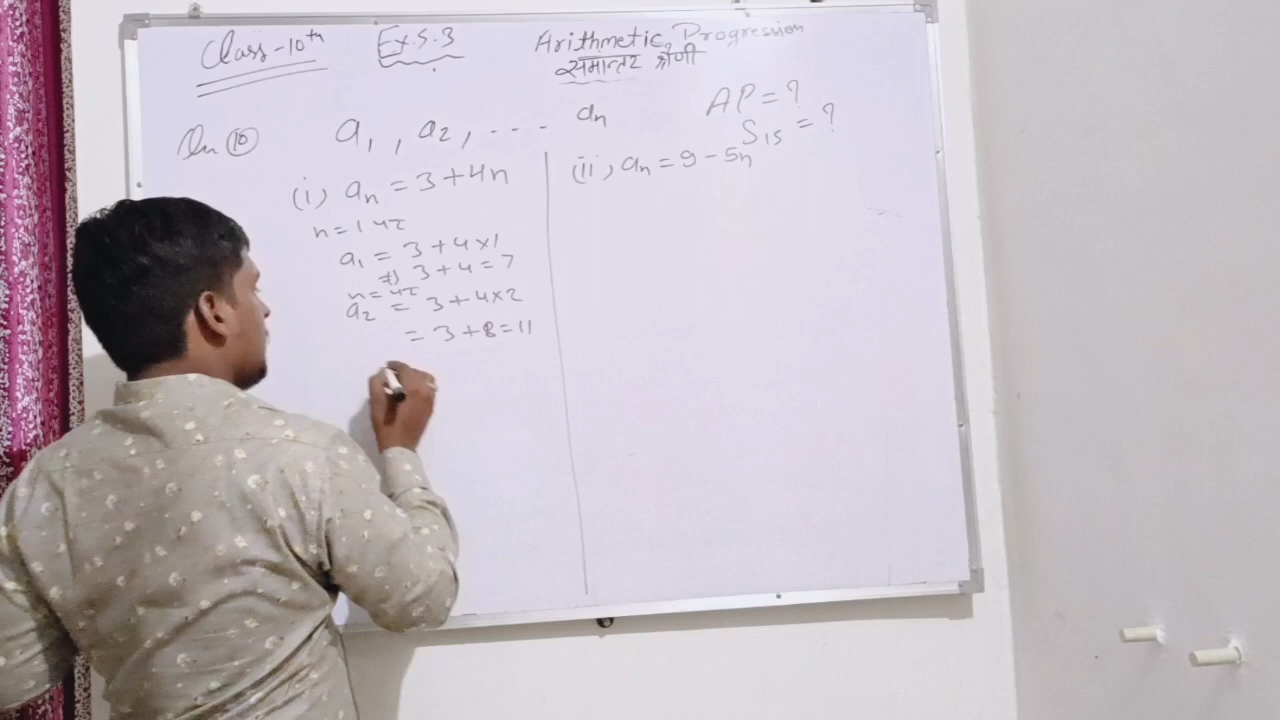 Class-10th
Ex 5.3
Arithmetic Progression
समान्तर श्रेणी
Qn 10
a₁, a₂, .... aₙ
AP = ?
S₁₅ = ?
(i), aₙ = 3+4n
n=1 पर
a₁ = 3+4×1
⇒ 3+4=7
n= पर
a₂ = 3+4×2
= 3+8=11
(ii), aₙ = 9-5n